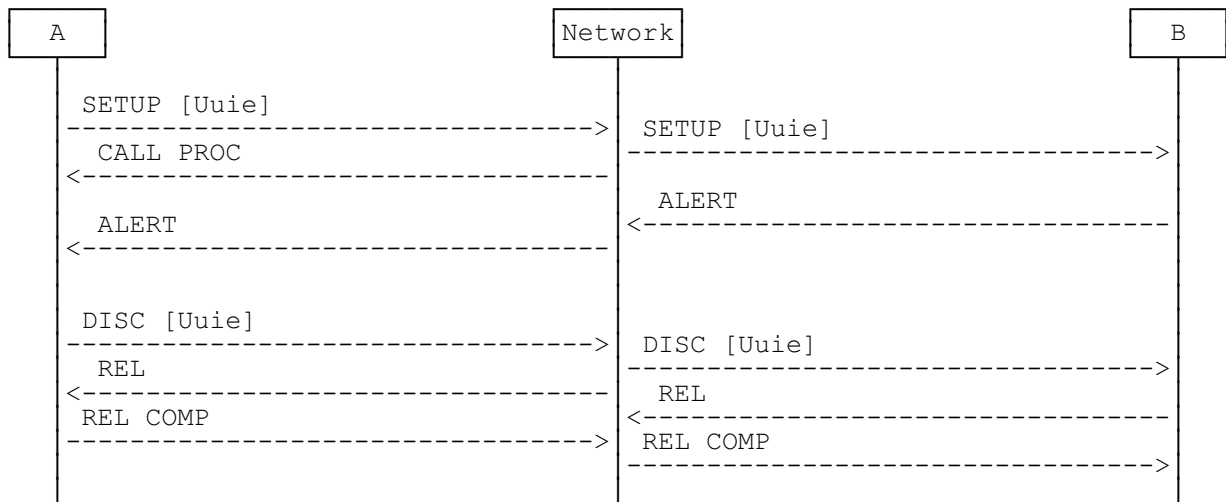 A Network B
SETUP [Uuie]
SETUP [Uuie]
CALL PROC
ALERT
ALERT
DISC [Uuie]
DISC [Uuie]
REL
REL
REL COMP
REL COMP